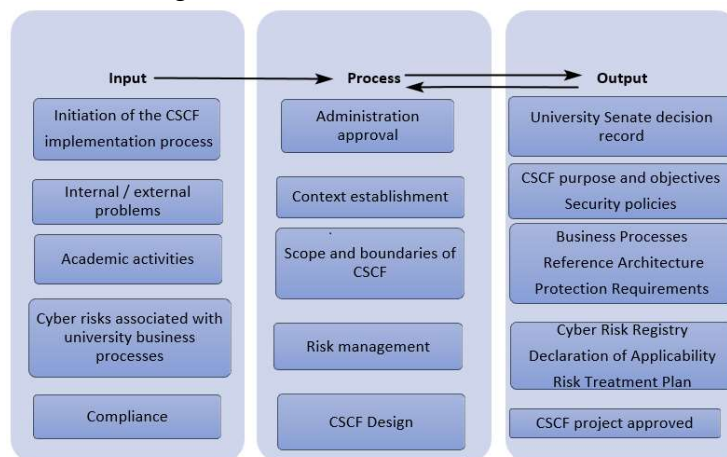 Input
Process
Output
Initiation of the CSCF
implementation process
Internal / external
problems
Academic activities
Cyber risks associated with
university business
processes
Compliance
Administration
approval
Context establishment
Scope and boundaries of
CSCF
Risk management
CSCF Design
University Senate decision
record
CSCF purpose and objectives
Security policies
Business Processes
Reference Architecture
Protection Requirements
Cyber Risk Registry
Declaration of Applicability
Risk Treatment Plan
CSCF project approved